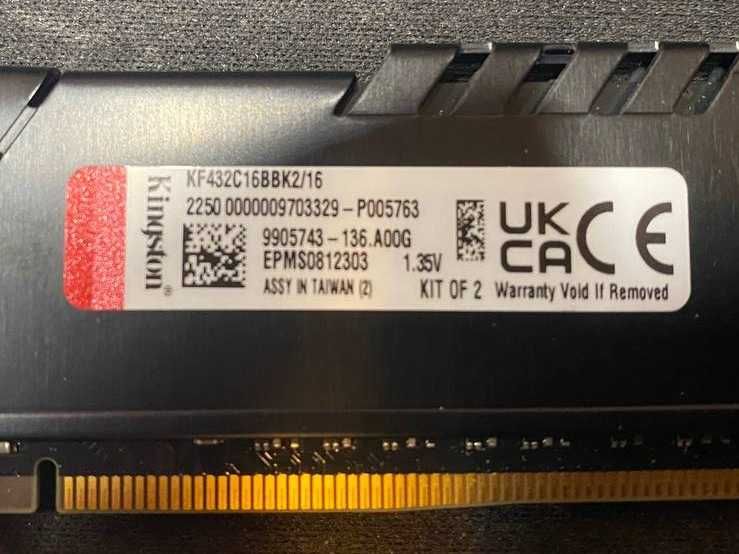 Kingston®
KF432C16BBK2/16
2250 0000009703329 - P005763
9905743 - 136.A00G
EPMS0812303 1.35V
ASSY IN TAIWAN (2) KIT OF 2
UK
CA CE
Warranty Void If Removed